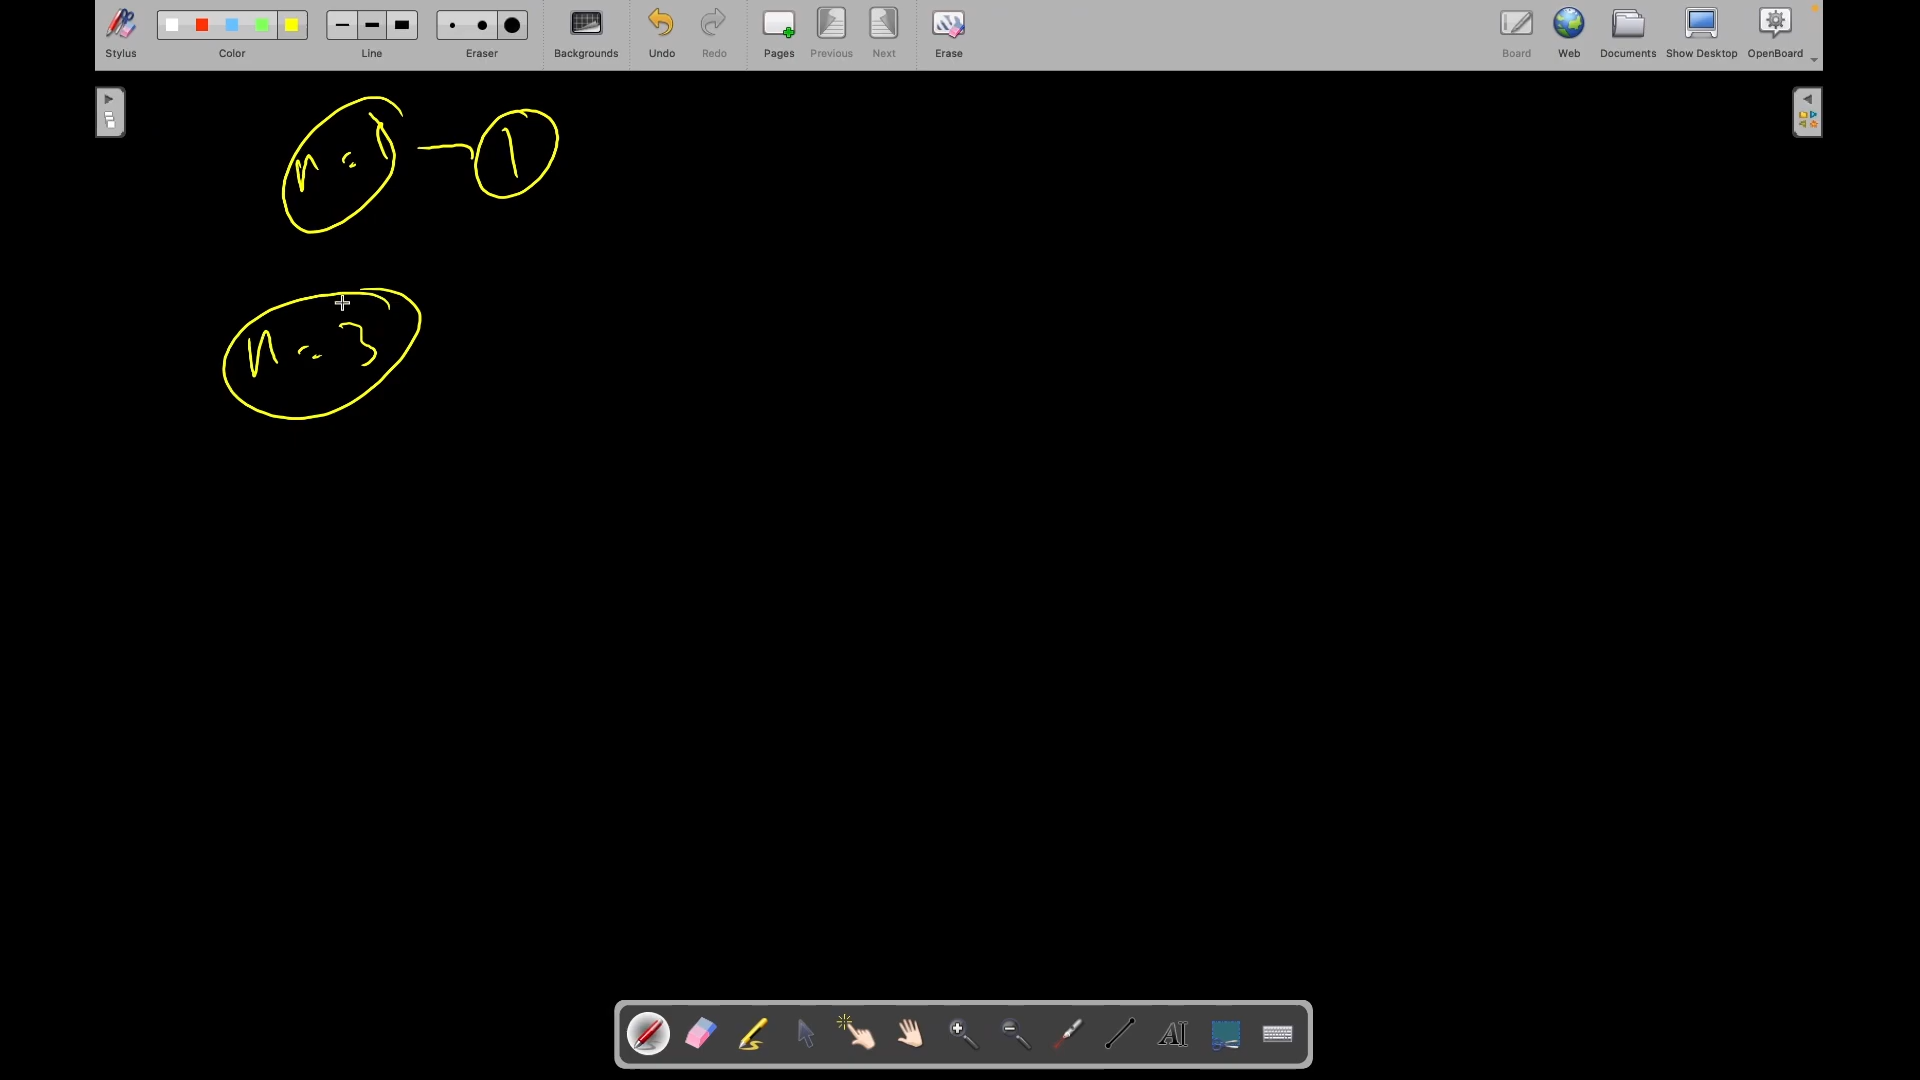 Stylus Color Line Eraser Backgrounds Undo Redo Pages Previous Next Erase Board Web Documents Show Desktop OpenBoard
n = 1 — 1
n = 3
AI